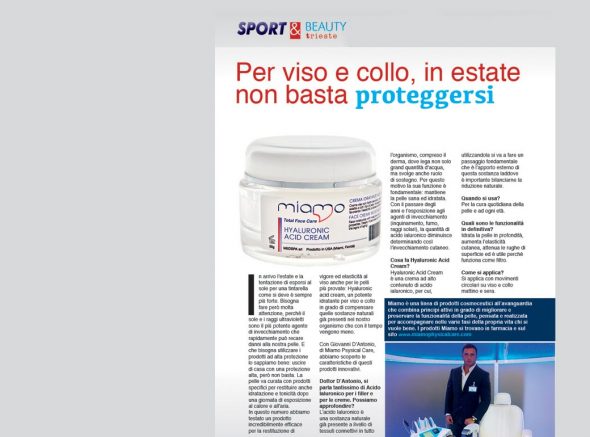 SPORT & BEAUTY
trieste
Per viso e collo, in estate
non basta proteggersi
miamo
Total Face Care
HYALURONIC
ACID CREAM
MEDSPA srl
Prodotto in USA (Miami, Florida)
In arrivo l'estate e la
tentazione di esporsi al
sole per una tintarella
come si deve è sempre
più forte. Bisogna
fare però molta
attenzione, perché il
sole e i raggi ultravioletti
sono il più potente agente
di invecchiamento che
rapidamente può recare
danni alla nostra pelle. E
che bisogna utilizzare i
prodotti ad alta protezione
lo sappiamo bene: uscire
di casa con una protezione
alta, però non basta. La
pelle va curata con prodotti
specifici per restituire anche
idratazione e tonicità dopo
una giornata di esposizione
al calore e all'aria.
In questo numero abbiamo
testato un prodotto
incredibilmente efficace
per la restituzione di
vigore ed elasticità al
viso anche per le pelli
più provate: Hyaluronic
acid cream, un potente
idratante per viso e collo
in grado di compensare
quelle sostanze naturali
già presenti nel nostro
organismo che con il tempo
vengono meno.
Con Giovanni D'Antonio,
di Miamo Psysical Care,
abbiamo scoperto le
caratteristiche di questi
prodotti innovativi.
Dottor D'Antonio, si
parla tantissimo di Acido
Ialuronico per i filler e
per le creme. Possiamo
approfondire?
L'acido ialuronico è
una sostanza naturale
già presente a livello di
tessuti connettivi in tutto
l'organismo, compreso il
derma, dove lega non solo
grand quantità d'acqua,
ma svolge anche ruolo
di sostegno. Per questo
motivo la sua funzione è
fondamentale: mantiene
la pelle sana ed idratata.
Con il passare degli
anni e l'esposizione agli
agenti di invecchiamento
(inquinamento, fumo,
raggi solari), la quantità di
acido ialuronico diminuisce
determinando così
l'invecchiamento cutaneo.
Cosa fa Hyaluronic Acid
Cream?
Hyaluronic Acid Cream
è una crema ad alto
contenuto di acido
ialuronico, per cui,
utilizzandola si va a fare un
passaggio fondamentale
che è l'apporto esterno di
questa sostanza laddove
è importante bilanciarne la
riduzione naturale.
Quando si usa?
Per la cura quotidiana della
pelle e ad ogni età.
Quali sono le funzionalità
in definitiva?
Idrata la pelle in profondità,
aumenta l'elasticità
cutanea, attenua le rughe di
superficie ed è utile perché
funziona come filtro.
Come si applica?
Si applica con movimenti
circolari su viso e collo
mattino e sera.
Miamo è una linea di prodotti cosmeceutici all'avanguardia
che combina principi attivi in grado di migliorare e
preservare la funzionalità della pelle, pensata e realizzata
per accompagnare nelle varie fasi della propria vita chi si
vuole bene. I prodotti Miamo si trovano in farmacia e sul
sito www.miamophysicalcare.com